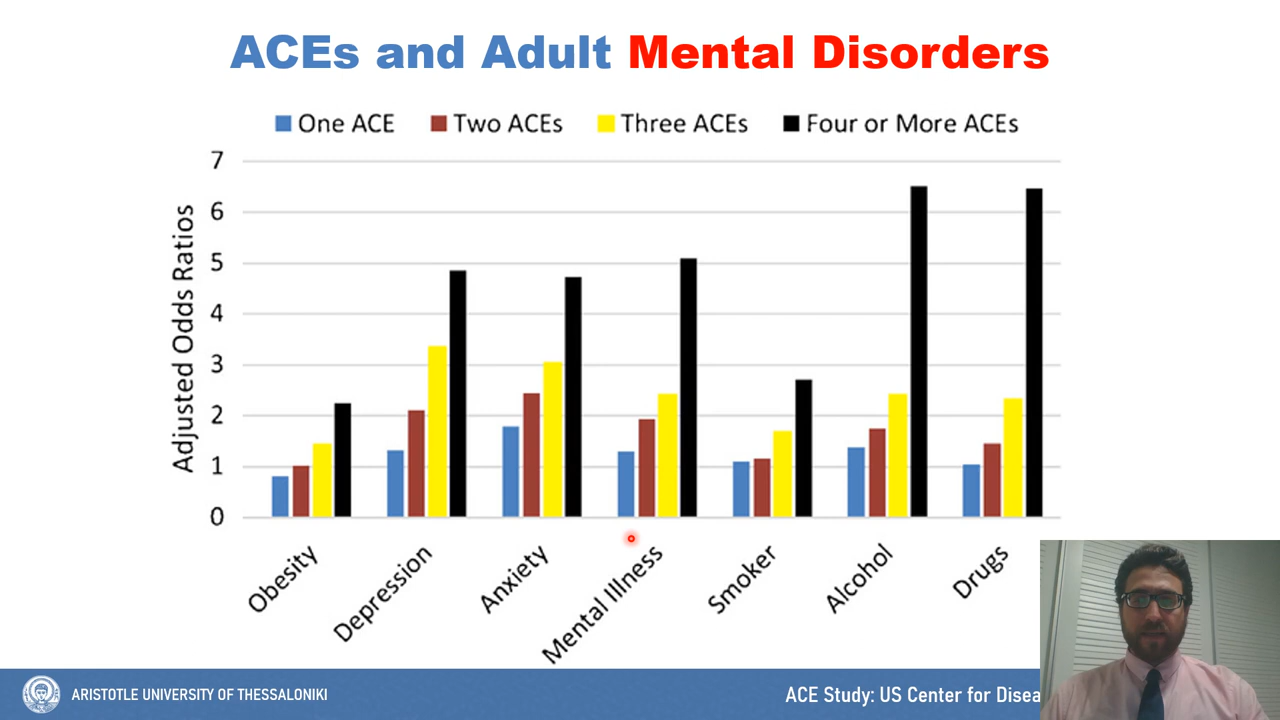 ACEs and Adult Mental Disorders
One ACE Two ACEs Three ACEs Four or More ACEs
Adjusted Odds Ratios
7
6
5
4
3
2
1
0
Obesity Depression Anxiety Mental Illness Smoker Alcohol Drugs
ARISTOTLE UNIVERSITY OF THESSALONIKI
ACE Study: US Center for Disea